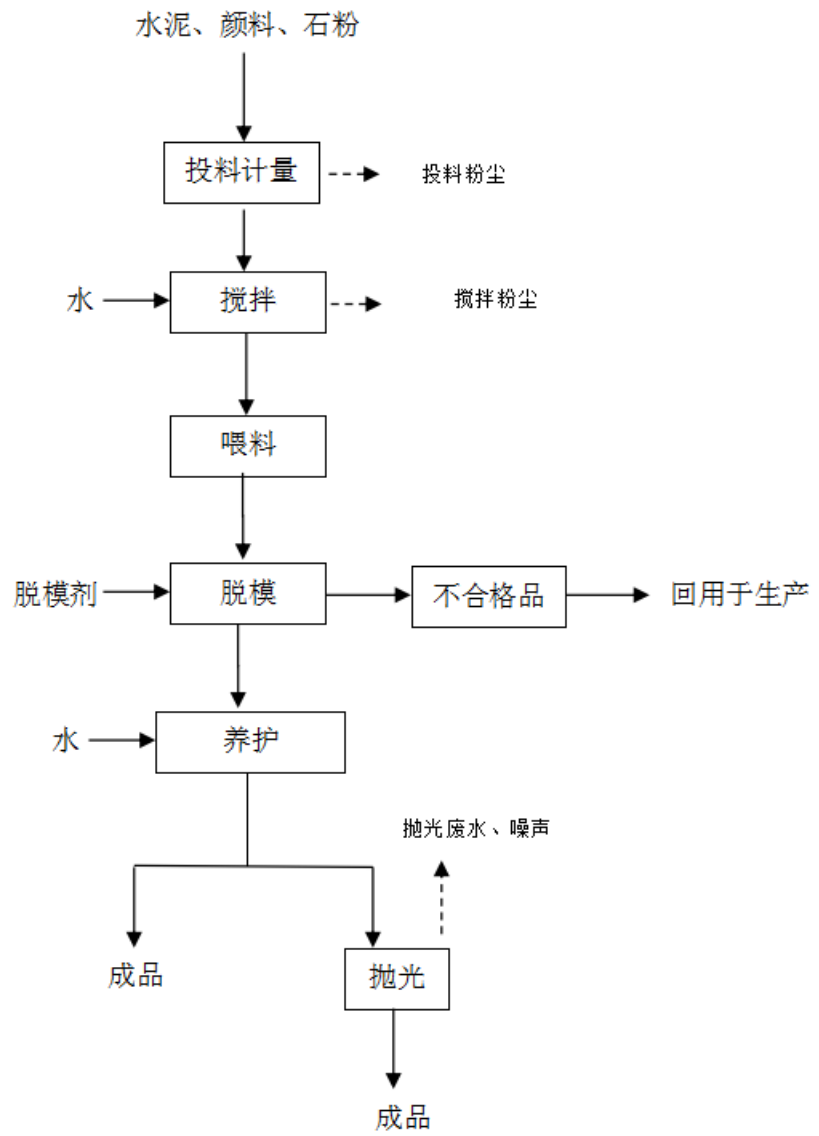 水泥、颜料、石粉
投料计量
投料粉尘
水
搅拌
搅拌粉尘
喂料
脱模剂
脱模
不合格品
回用于生产
水
养护
抛光废水、噪声
成品
抛光
成品